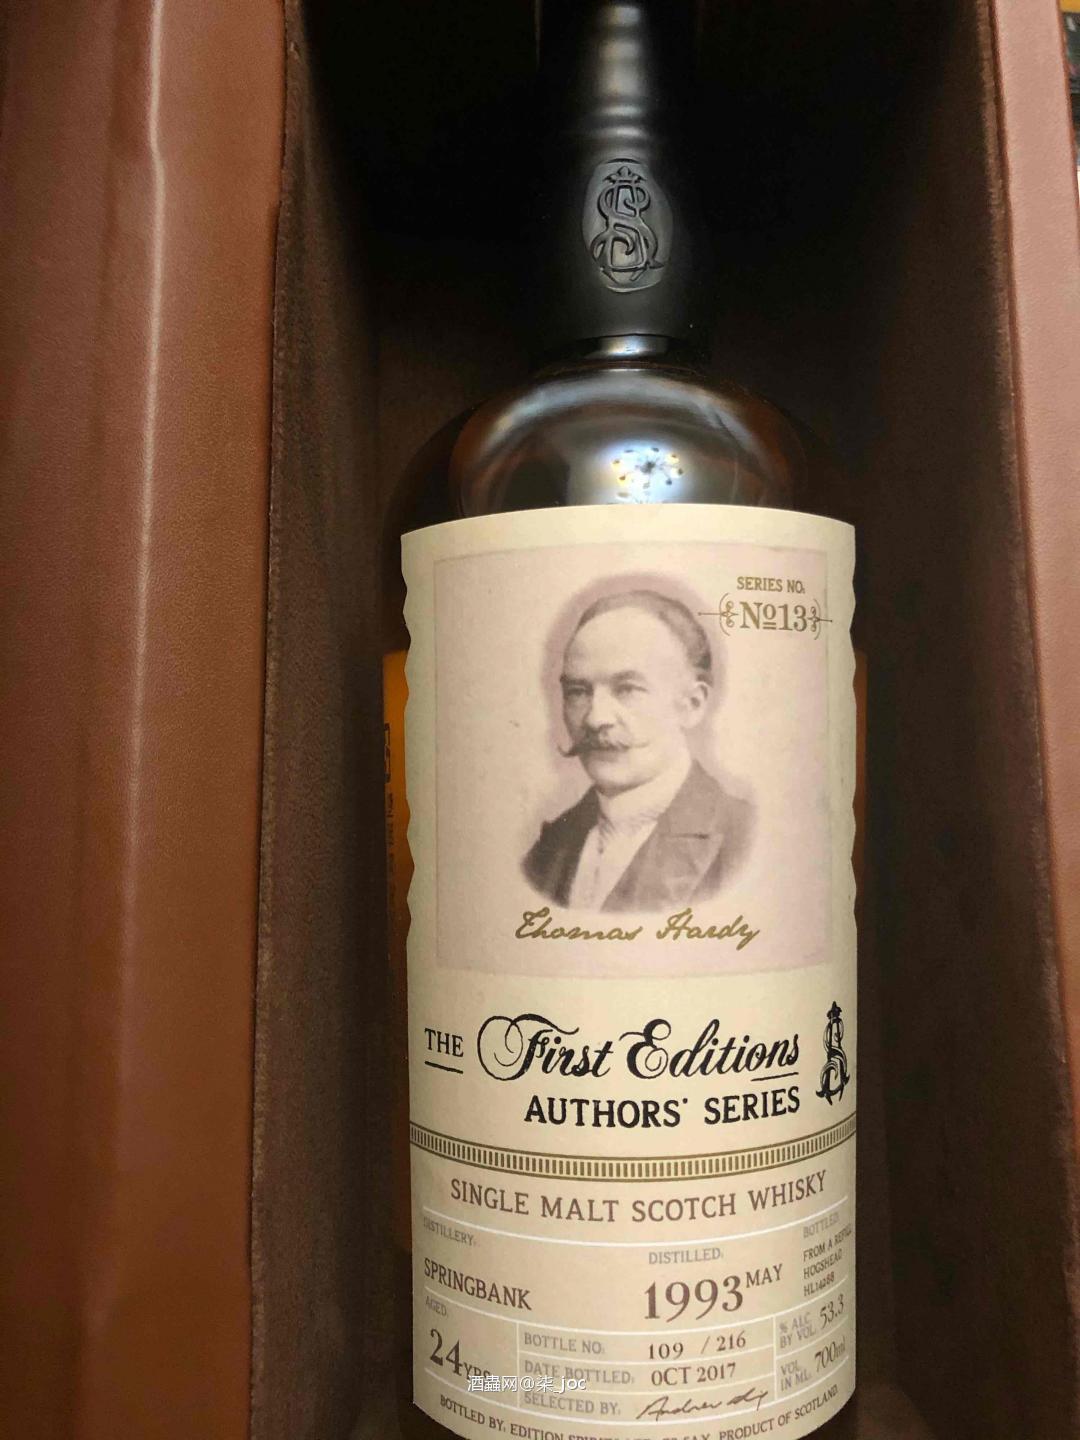 SERIES NO:
Nº13
Thomas Hardy
THE First Editions
AUTHORS' SERIES
SINGLE MALT SCOTCH WHISKY
DISTILLERY:
SPRINGBANK
DISTILLED:
1993 MAY
BOTTLED:
FROM A REFILL
HOGSHEAD
HL14288
AGED:
24 YRS
BOTTLE NO: 109 / 216
DATE BOTTLED: OCT 2017
SELECTED BY:
% ALC BY VOL. 53.3
VOL. IN ML. 700ml
BOTTLED BY: EDITION PRODUCT OF SCOTLAND
酒蟲网@柒_joc